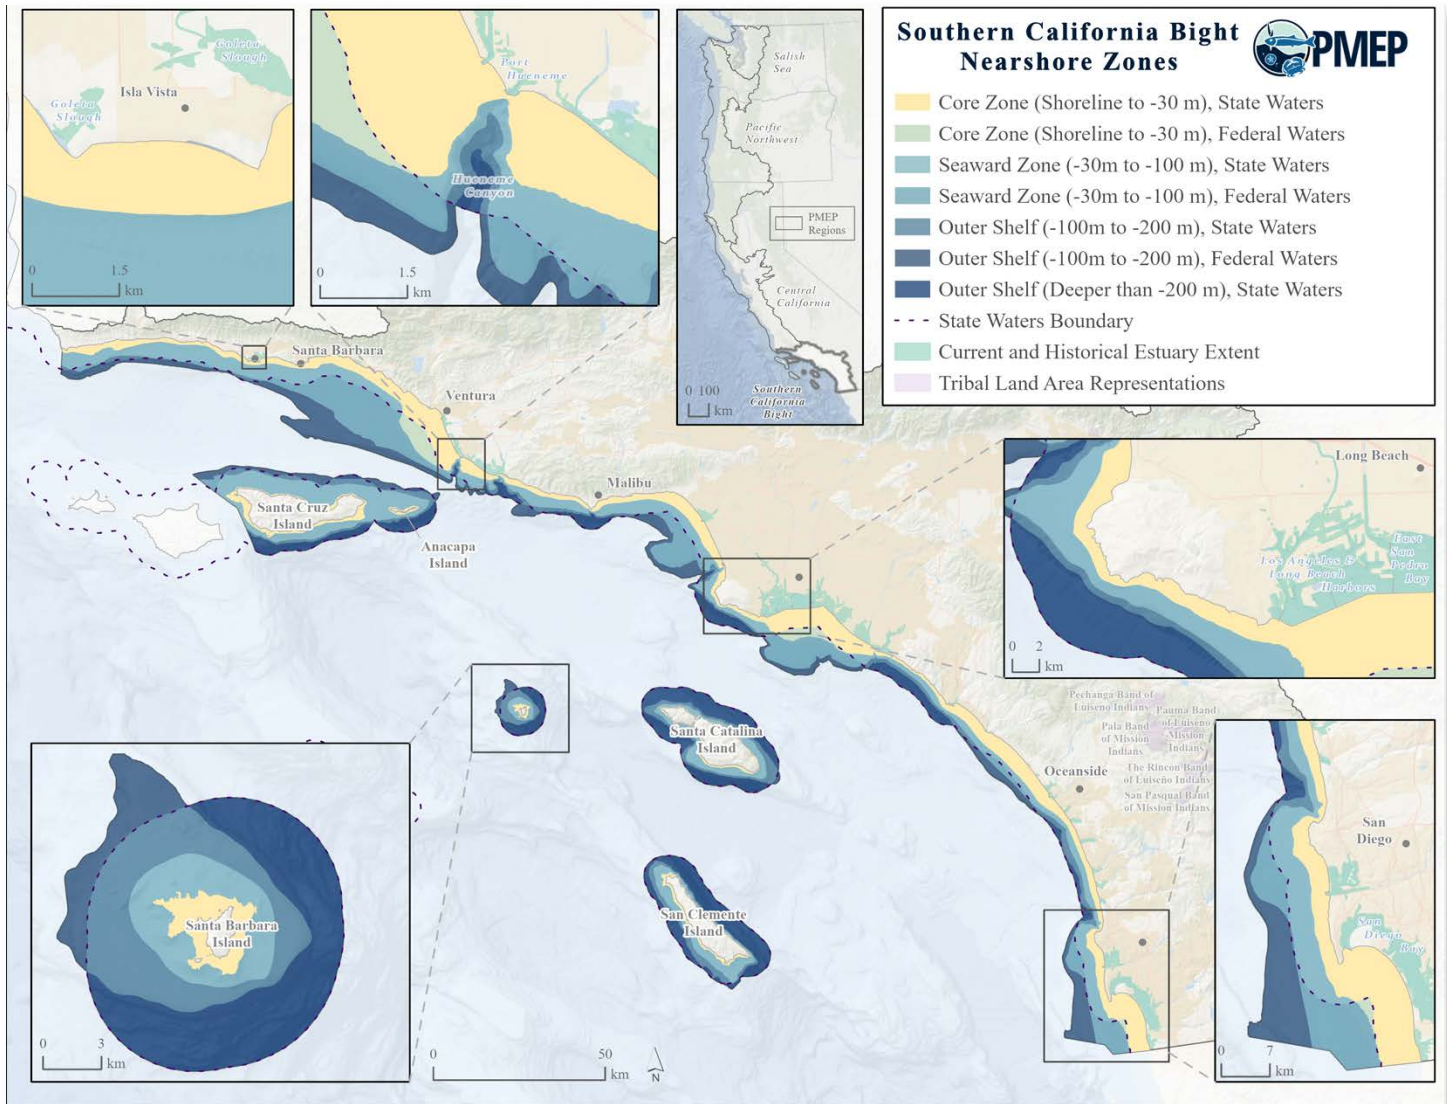 Southern California Bight
Nearshore Zones
PMEP
Core Zone (Shoreline to -30 m), State Waters
Core Zone (Shoreline to -30 m), Federal Waters
Seaward Zone (-30m to -100 m), State Waters
Seaward Zone (-30m to -100 m), Federal Waters
Outer Shelf (-100m to -200 m), State Waters
Outer Shelf (-100m to -200 m), Federal Waters
Outer Shelf (Deeper than -200 m), State Waters
State Waters Boundary
Current and Historical Estuary Extent
Tribal Land Area Representations
Goleta
Slough
Isla Vista
Goleta
Slough
0 1.5
km
Port
Hueneme
Hueneme
Canyon
0 1.5
km
Salish
Sea
Pacific
Northwest
PMEP
Regions
Central
California
0 100
km
Southern
California
Bight
Santa Barbara
Ventura
Malibu
Santa Cruz
Island
Anacapa
Island
Long Beach
Los Angeles &
Long Beach
Harbors
East
San
Pedro
Bay
0 2
km
Santa Catalina
Island
San Clemente
Island
Pechanga Band of
Luiseño Indians
Pauma Band
of Luiseño
Mission
Indians
Pala Band
of Mission
Indians
The Rincon Band
of Luiseño Indians
San Pasqual Band
of Mission Indians
Oceanside
San
Diego
San
Diego
Bay
0 7
km
Santa Barbara
Island
0 3
km
0 50
km
N